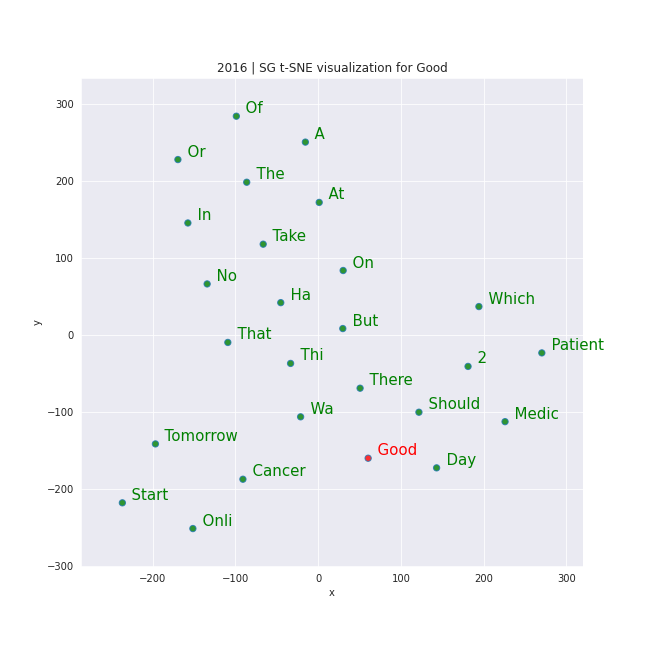 2016 | SG t-SNE visualization for Good
300
Of
A
Or
200
The
At
In
Take
100
On
No
Ha
Which
But
0
That
Patient
Thi
2
There
−100
Wa
Should
Medic
Tomorrow
Good
Day
Cancer
−200
Start
Onli
−300
−200
−100
0
100
200
300
x
y